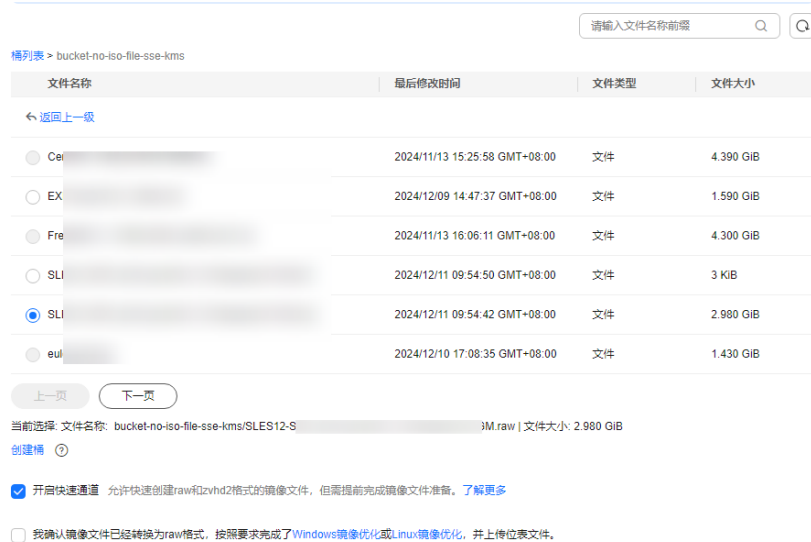 请输入文件名称前缀
桶列表 > bucket-no-iso-file-sse-kms
文件名称 最后修改时间 文件类型 文件大小
返回上一级
Ce 2024/11/13 15:25:58 GMT+08:00 文件 4.390 GiB
EX 2024/12/09 14:47:37 GMT+08:00 文件 1.590 GiB
Fre 2024/11/13 16:06:11 GMT+08:00 文件 4.300 GiB
SL 2024/12/11 09:54:50 GMT+08:00 文件 3 KiB
SL 2024/12/11 09:54:42 GMT+08:00 文件 2.980 GiB
eul 2024/12/10 17:08:35 GMT+08:00 文件 1.430 GiB
上一页 下一页
当前选择: 文件名称: bucket-no-iso-file-sse-kms/SLES12-S M.raw | 文件大小: 2.980 GiB
创建桶
开启快速通道 允许快速创建raw和zvhd2格式的镜像文件，但需提前完成镜像文件准备。了解更多
我确认镜像文件已经转换为raw格式，按照要求完成了Windows镜像优化或Linux镜像优化，并上传位表文件。